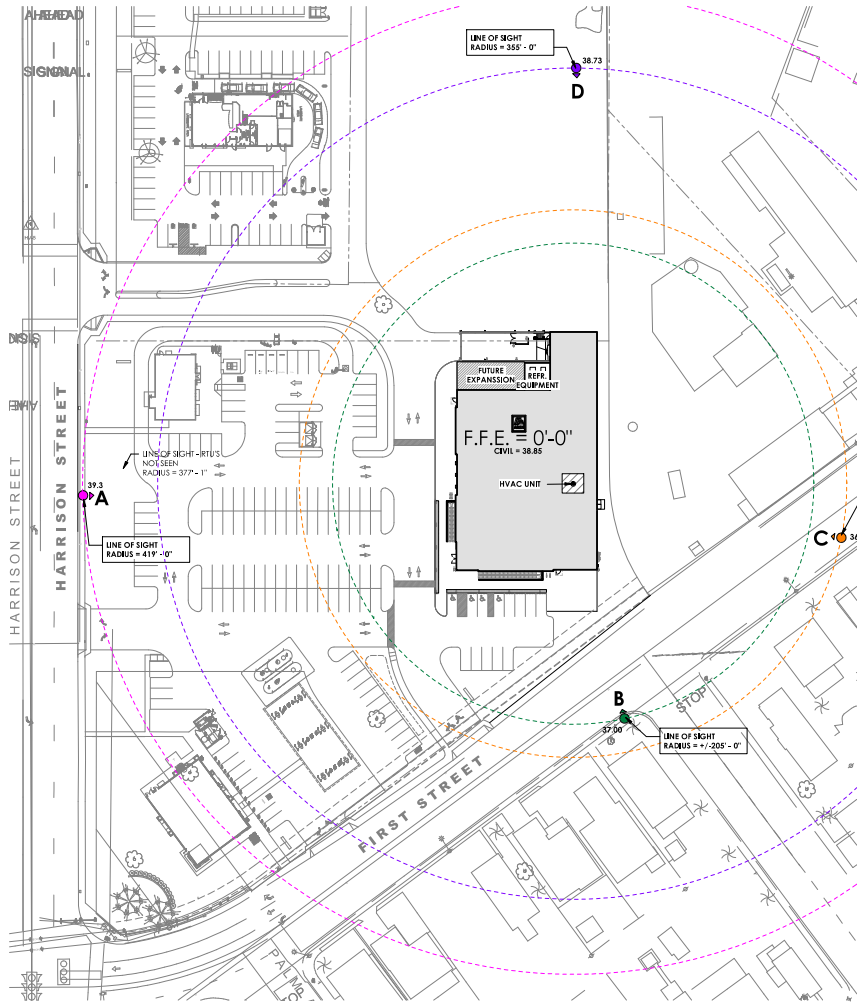 AHEAD
SIGNAL
LINE OF SIGHT
RADIUS = 355' - 0"
38.73
D
FUTURE
EXPANSSION
REFR.
EQUIPMENT
F.F.E. = 0'-0"
CIVIL = 38.85
HVAC UNIT
LINE OF SIGHT - RTU'S
NOT SEEN
RADIUS = 377' - 1"
39.3
A
LINE OF SIGHT
RADIUS = 419' - 0"
HARRISON STREET
HARRISON STREET
C
36
B
37.00
STOP
LINE OF SIGHT
RADIUS = +/-205' - 0"
FIRST STREET